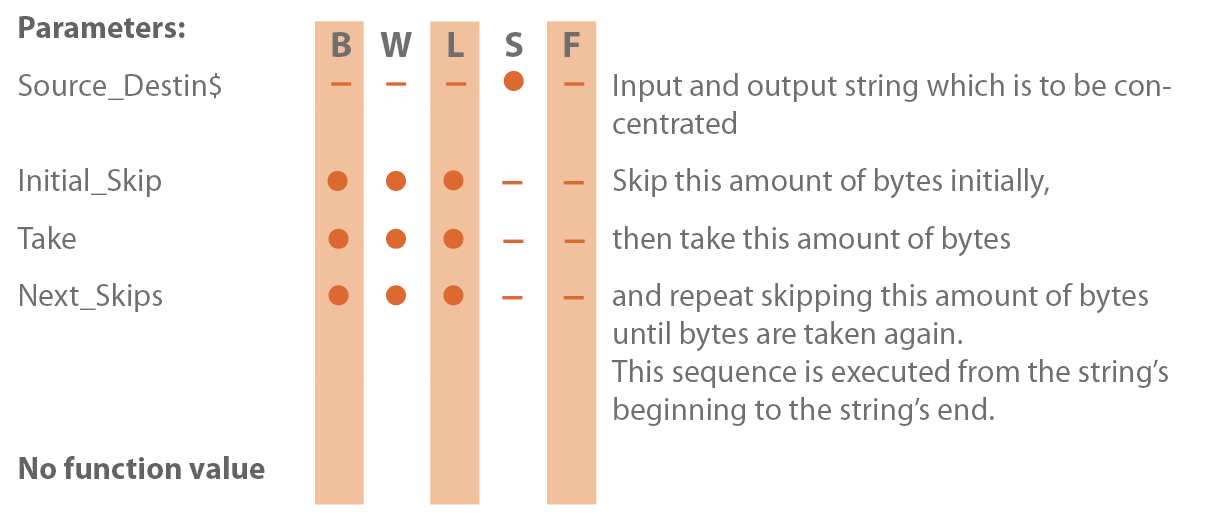 Parameters:
B W L S F
Source_Destin$ – – – ● – Input and output string which is to be con-
centrated
Initial_Skip ● ● ● – – Skip this amount of bytes initially,
Take ● ● ● – – then take this amount of bytes
Next_Skips ● ● ● – – and repeat skipping this amount of bytes
until bytes are taken again.
This sequence is executed from the string’s
beginning to the string’s end.
No function value